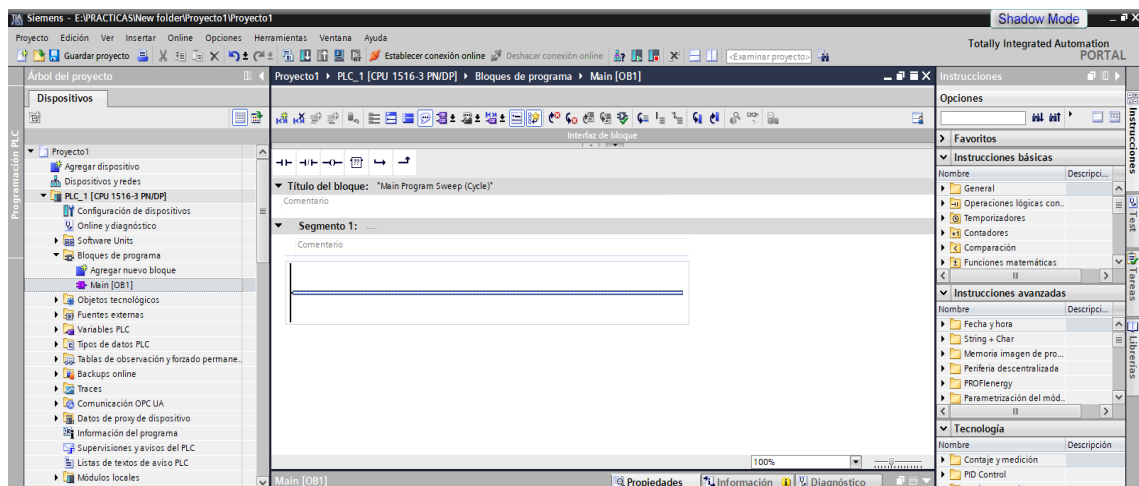 Siemens - E:\PRACTICAS\New folder\Proyecto1\Proyecto1
Shadow Mode
Proyecto Edición Ver Insertar Online Opciones Herramientas Ventana Ayuda
Totally Integrated Automation
PORTAL
Guardar proyecto
Establecer conexión online
Deshacer conexión online
<Examinar proyecto>
Árbol del proyecto
Proyecto1 PLC_1 [CPU 1516-3 PN/DP] Bloques de programa Main [OB1]
Instrucciones
Dispositivos
Opciones
Programación PLC
Proyecto1
Agregar dispositivo
Dispositivos y redes
PLC_1 [CPU 1516-3 PN/DP]
Configuración de dispositivos
Online y diagnóstico
Software Units
Bloques de programa
Agregar nuevo bloque
Main [OB1]
Objetos tecnológicos
Fuentes externas
Variables PLC
Tipos de datos PLC
Tablas de observación y forzado permane..
Backups online
Traces
Comunicación OPC UA
Datos de proxy de dispositivo
Información del programa
Supervisiones y avisos del PLC
Listas de textos de aviso PLC
Módulos locales
Interfaz de bloque
Título del bloque: "Main Program Sweep (Cycle)"
Comentario
Segmento 1: .....
Comentario
100%
Main [OB1]
Propiedades
Información
Diagnóstico
Favoritos
Instrucciones básicas
Nombre Descripci...
General
Operaciones lógicas con..
Temporizadores
Contadores
Comparación
Funciones matemáticas
Instrucciones avanzadas
Nombre Descripci...
Fecha y hora
String + Char
Memoria imagen de pro...
Periferia descentralizada
PROFIenergy
Parametrización del mód..
Tecnología
Nombre Descripción
Contaje y medición
PID Control
Instrucciones
Test
Tareas
Librerías